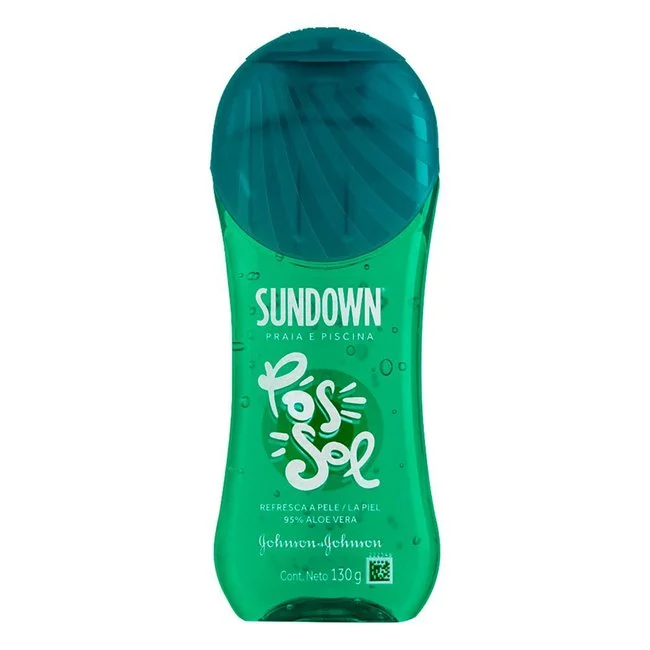 SUNDOWN®
PRAIA E PISCINA
Pós
Sol
REFRESCA A PELE / LA PIEL
95% ALOE VERA
Johnson & Johnson
Cont. Neto 130g